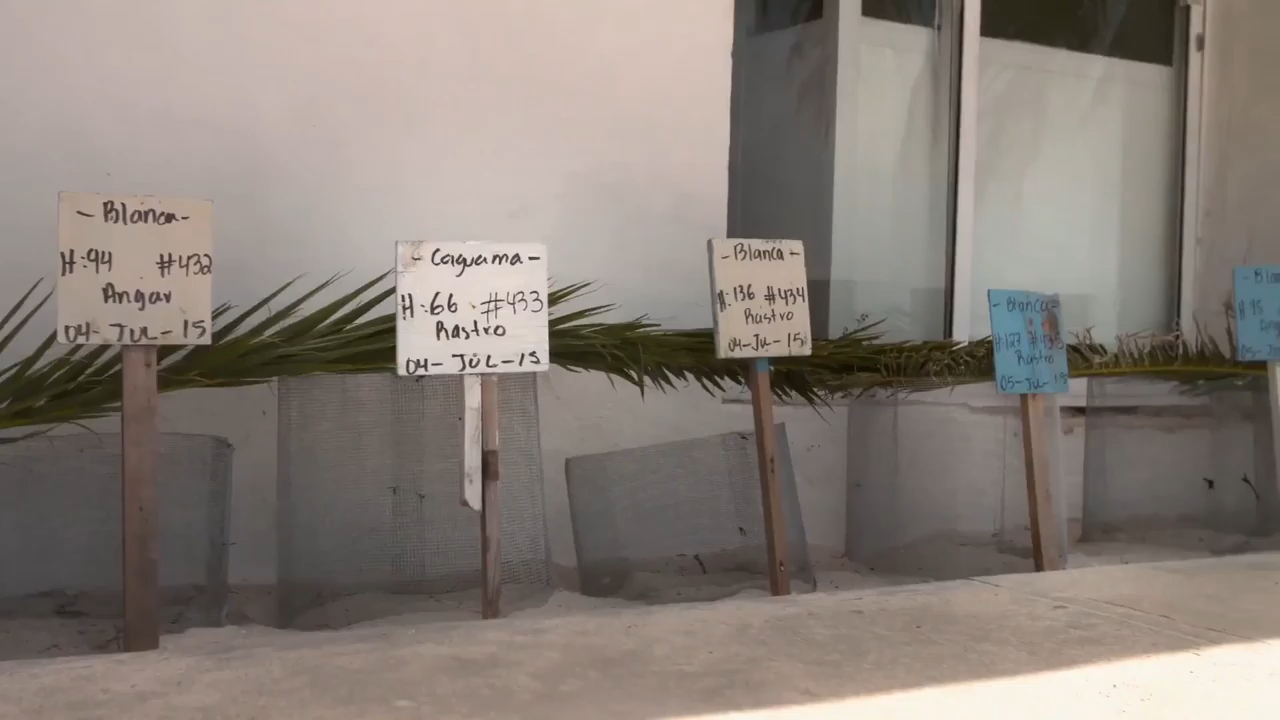 - Blanca -
H:94 #432
Angar
04-JUL-15
- Caguama -
H:66 #433
Rastro
04-JUL-15
- Blanca -
H:136 #434
Rastro
04-JUL-15
- Blanca -
H:127 #435
Rastro
05-JUL-15